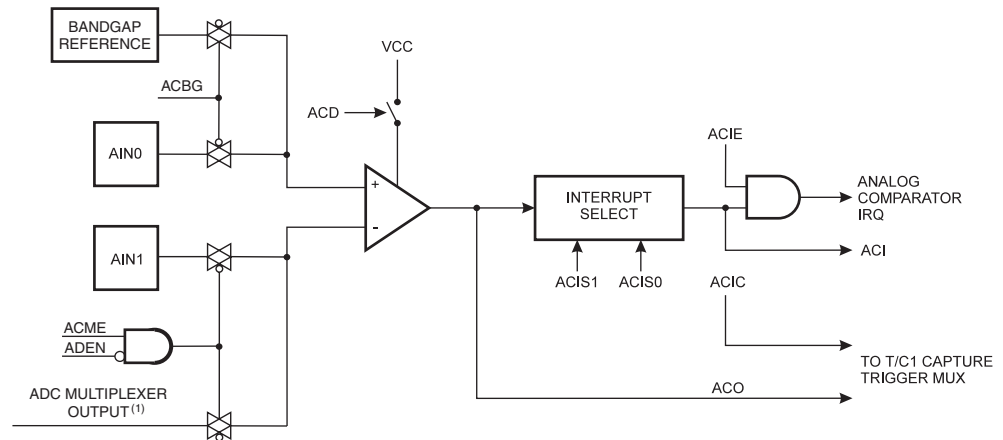 BANDGAP
REFERENCE
ACBG
VCC
ACD
AIN0
ACIE
+
-
INTERRUPT
SELECT
ANALOG
COMPARATOR
IRQ
ACI
AIN1
ACIS1 ACIS0
ACIC
ACME
ADEN
TO T/C1 CAPTURE
TRIGGER MUX
ACO
ADC MULTIPLEXER
OUTPUT(1)